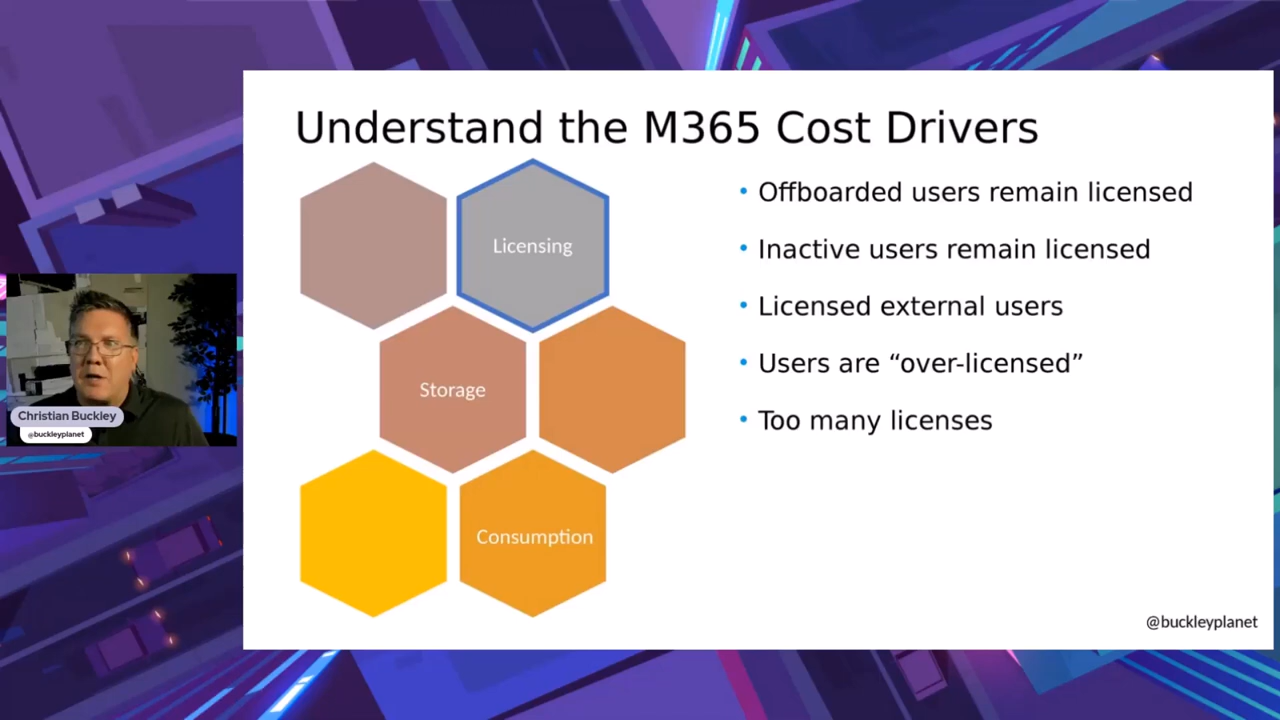 Understand the M365 Cost Drivers
Licensing
Storage
Consumption
• Offboarded users remain licensed
• Inactive users remain licensed
• Licensed external users
• Users are “over-licensed”
• Too many licenses
@buckleyplanet
Christian Buckley
@buckleyplanet